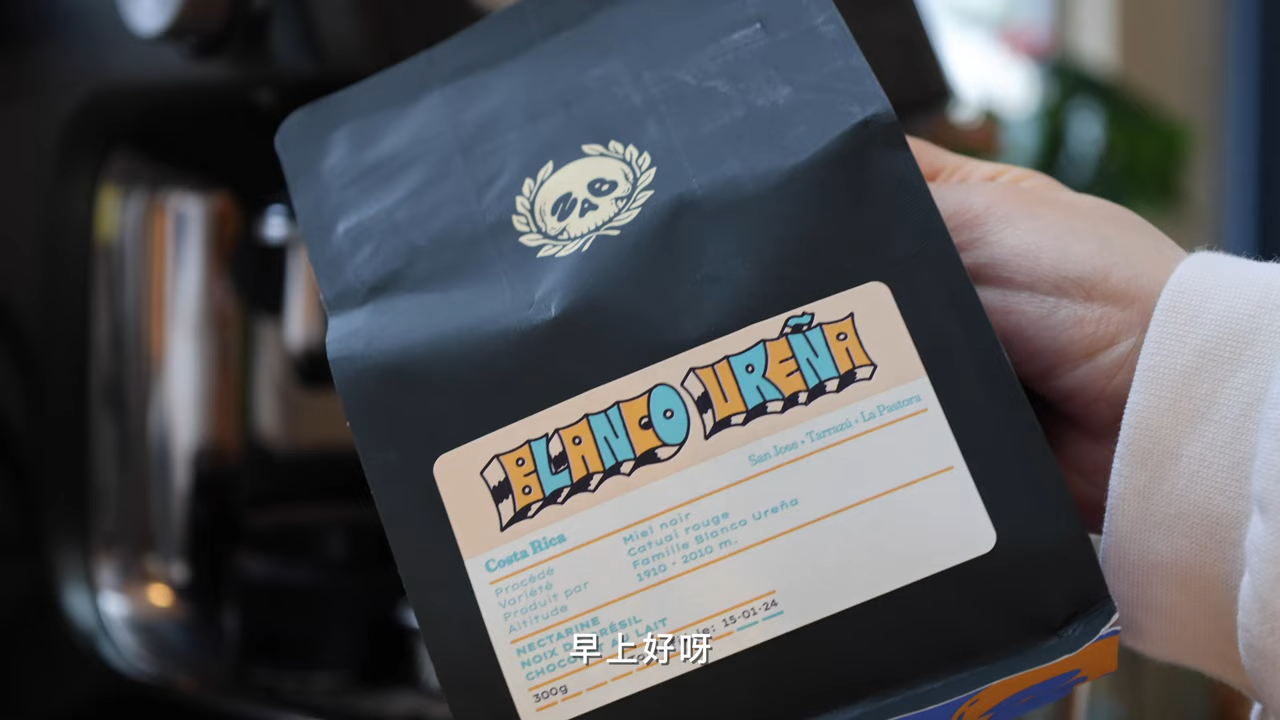 BLANCO UREÑA
San Jose • Tarrazú • La Pastora
Costa Rica
Procédé Miel noir
Variété Catuai rouge
Produit par Famille Blanco Ureña
Altitude 1910 - 2010 m.
NECTARINE
NOIX DU BRÉSIL
CHOCOLAT AU LAIT
le: 15-01-24
300g
早上好呀